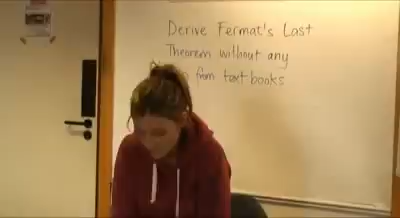 Derive Fermat's Last
Theorem without any
from text-books